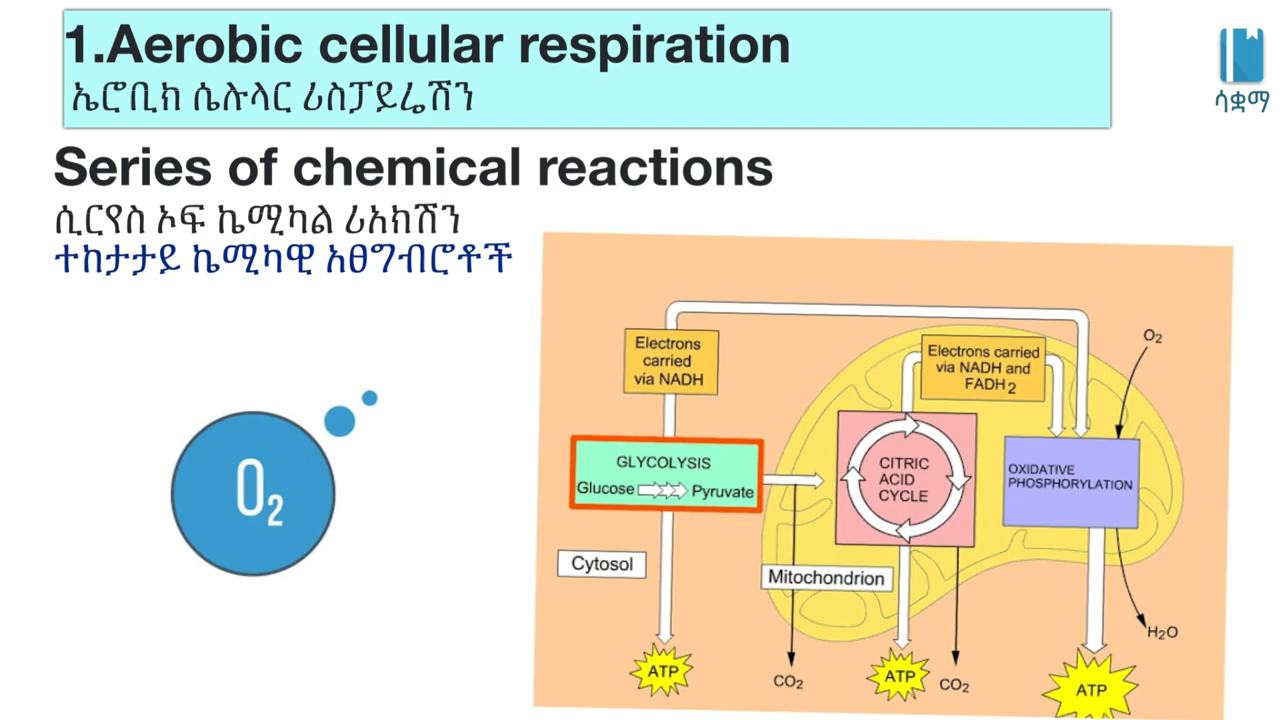 1.Aerobic cellular respiration
ኤሮቢክ ሴሉላር ሪስፓይሬሽን
ሳቋማ
Series of chemical reactions
ሲርየስ ኦፍ ኬሚካል ሪአክሽን
ተከታታይ ኬሚካዊ አፀግብሮቶች
O2
Electrons
carried
via NADH
Electrons carried
via NADH and
FADH2
O2
GLYCOLYSIS
Glucose Pyruvate
CITRIC
ACID
CYCLE
OXIDATIVE
PHOSPHORYLATION
Cytosol
Mitochondrion
H2O
ATP
CO2
ATP
CO2
ATP